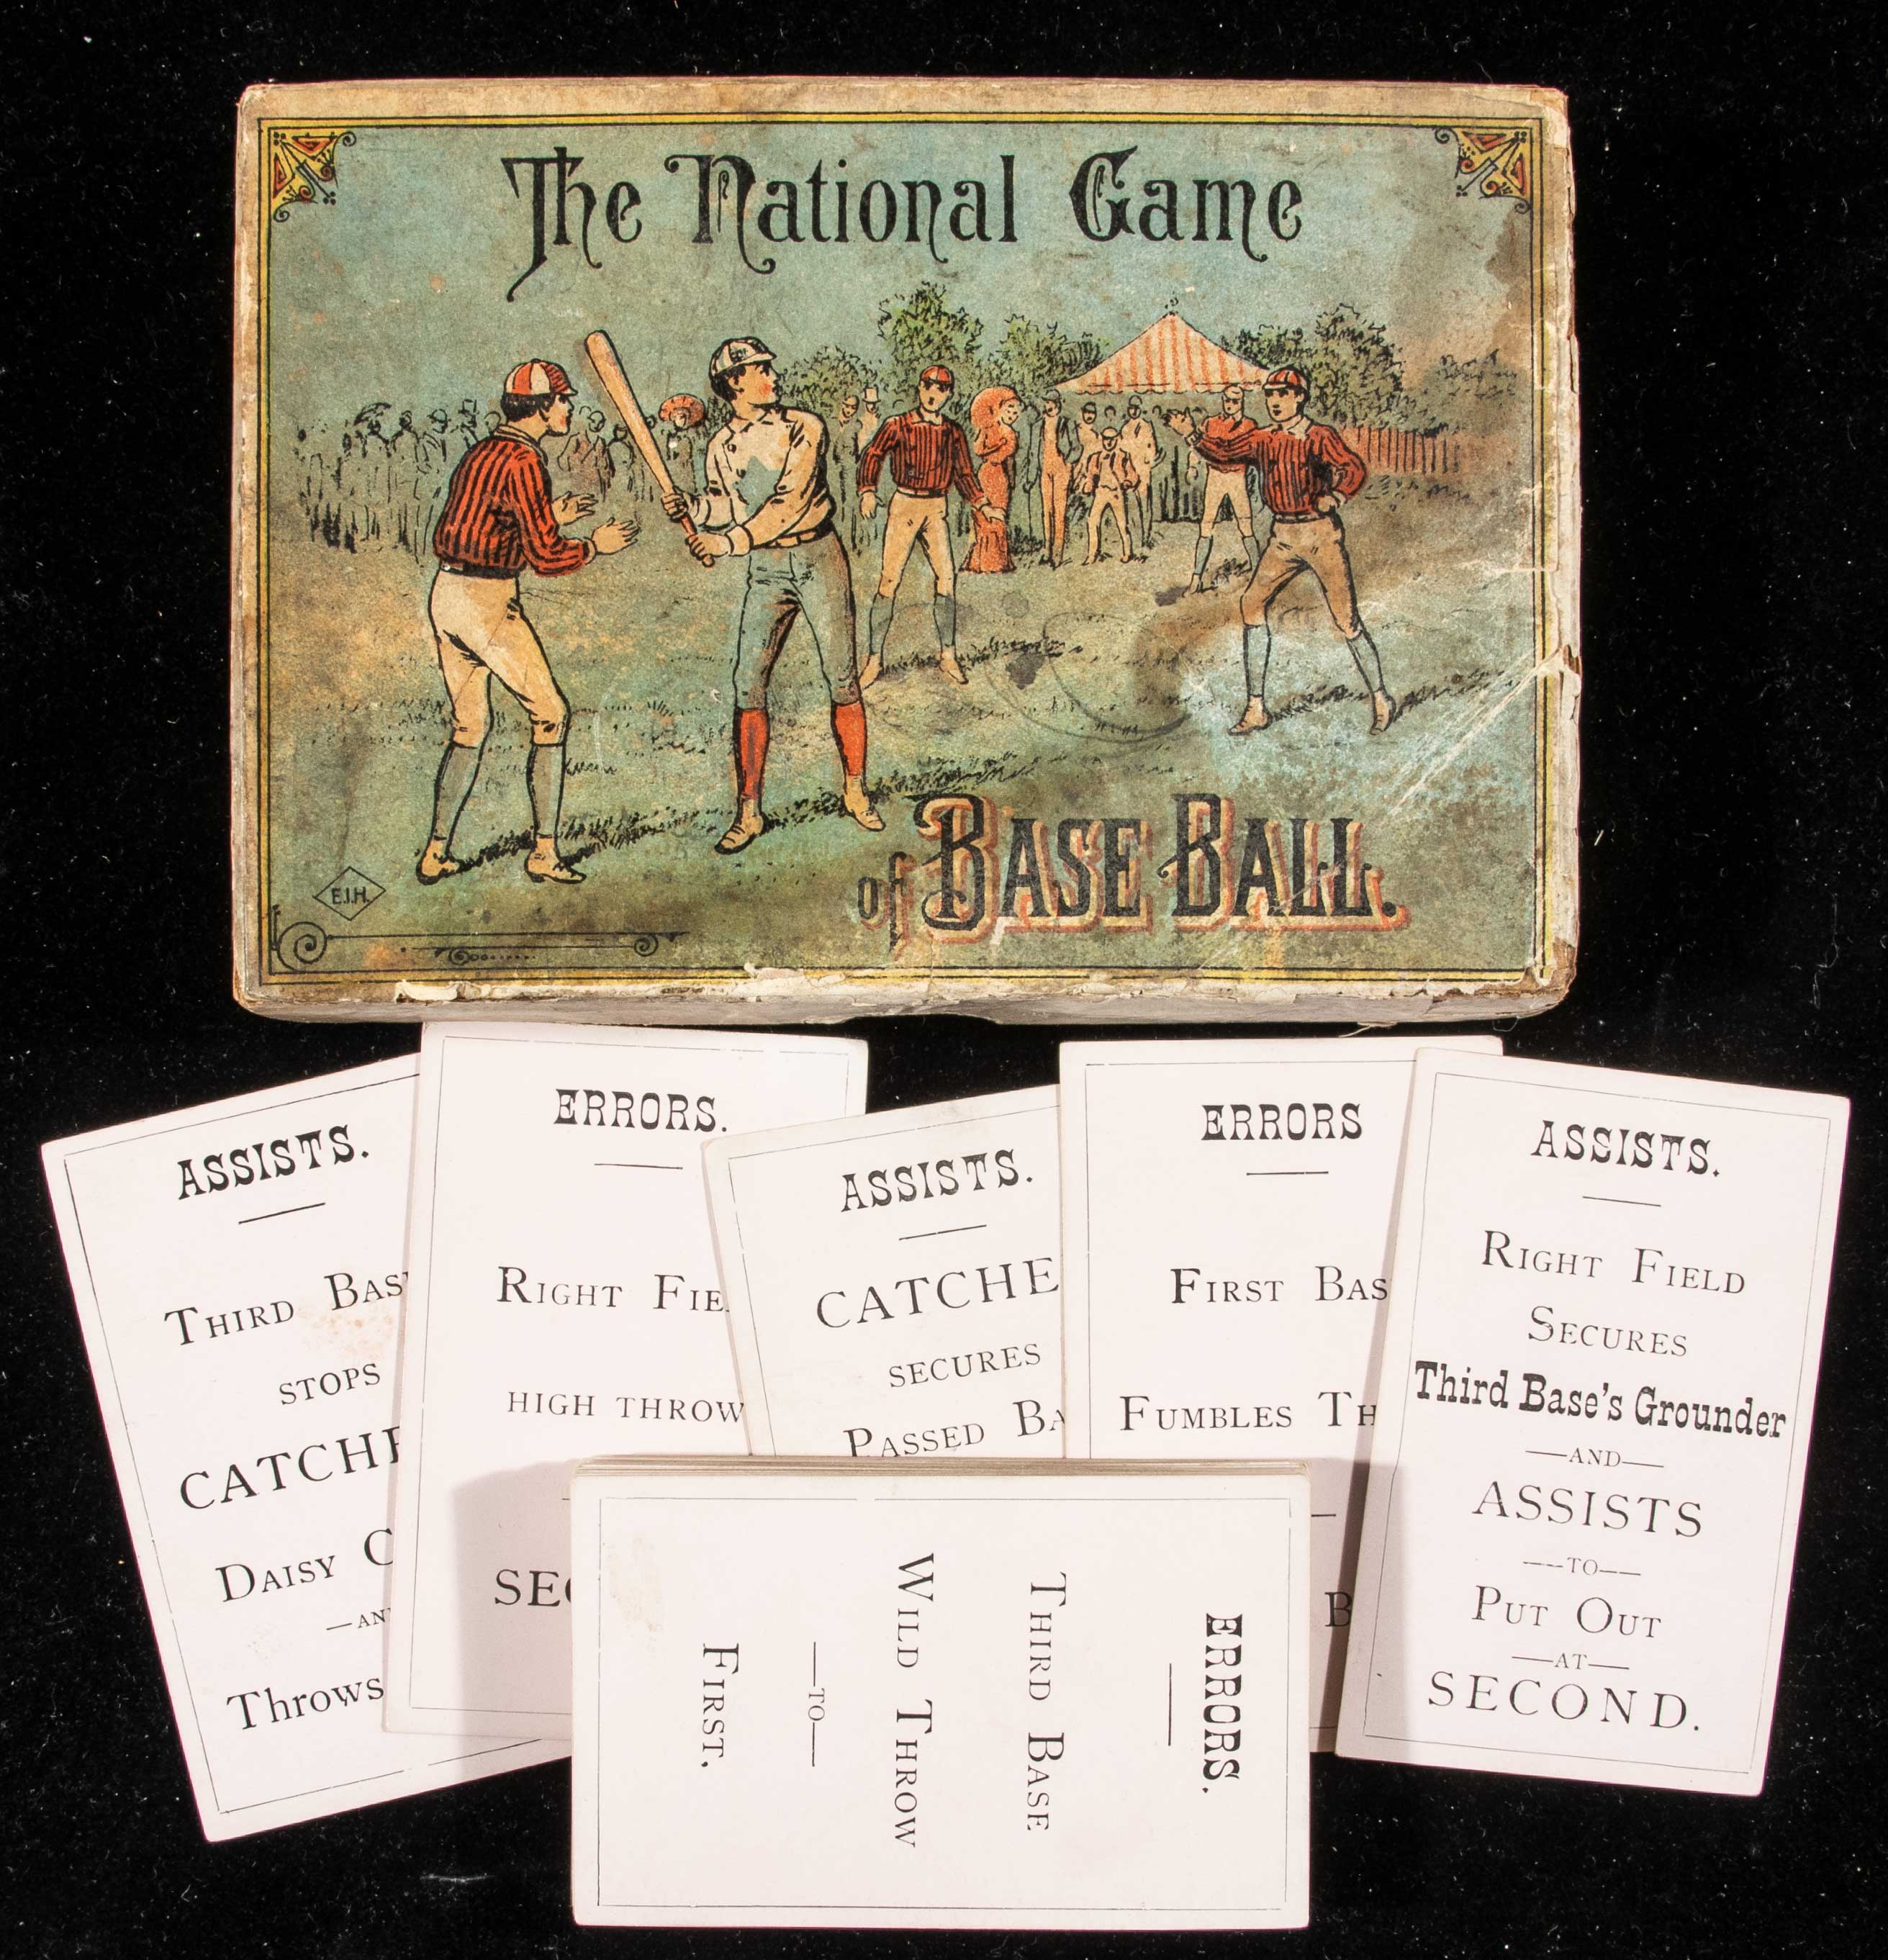 The National Game
of BASE BALL.
E.I.H.
ASSISTS.
THIRD BAS
STOPS
CATCHE
DAISY C
—AN
Throws
ERRORS.
RIGHT FIE
HIGH THROW
SEC
ASSISTS.
CATCHE
SECURES
PASSED BA
ERRORS
FIRST BAS
FUMBLES TH
B
ASSISTS.
RIGHT FIELD
SECURES
Third Base's Grounder
—AND—
ASSISTS
—TO—
PUT OUT
—AT—
SECOND.
ERRORS.
THIRD BASE
WILD THROW
—TO—
FIRST.